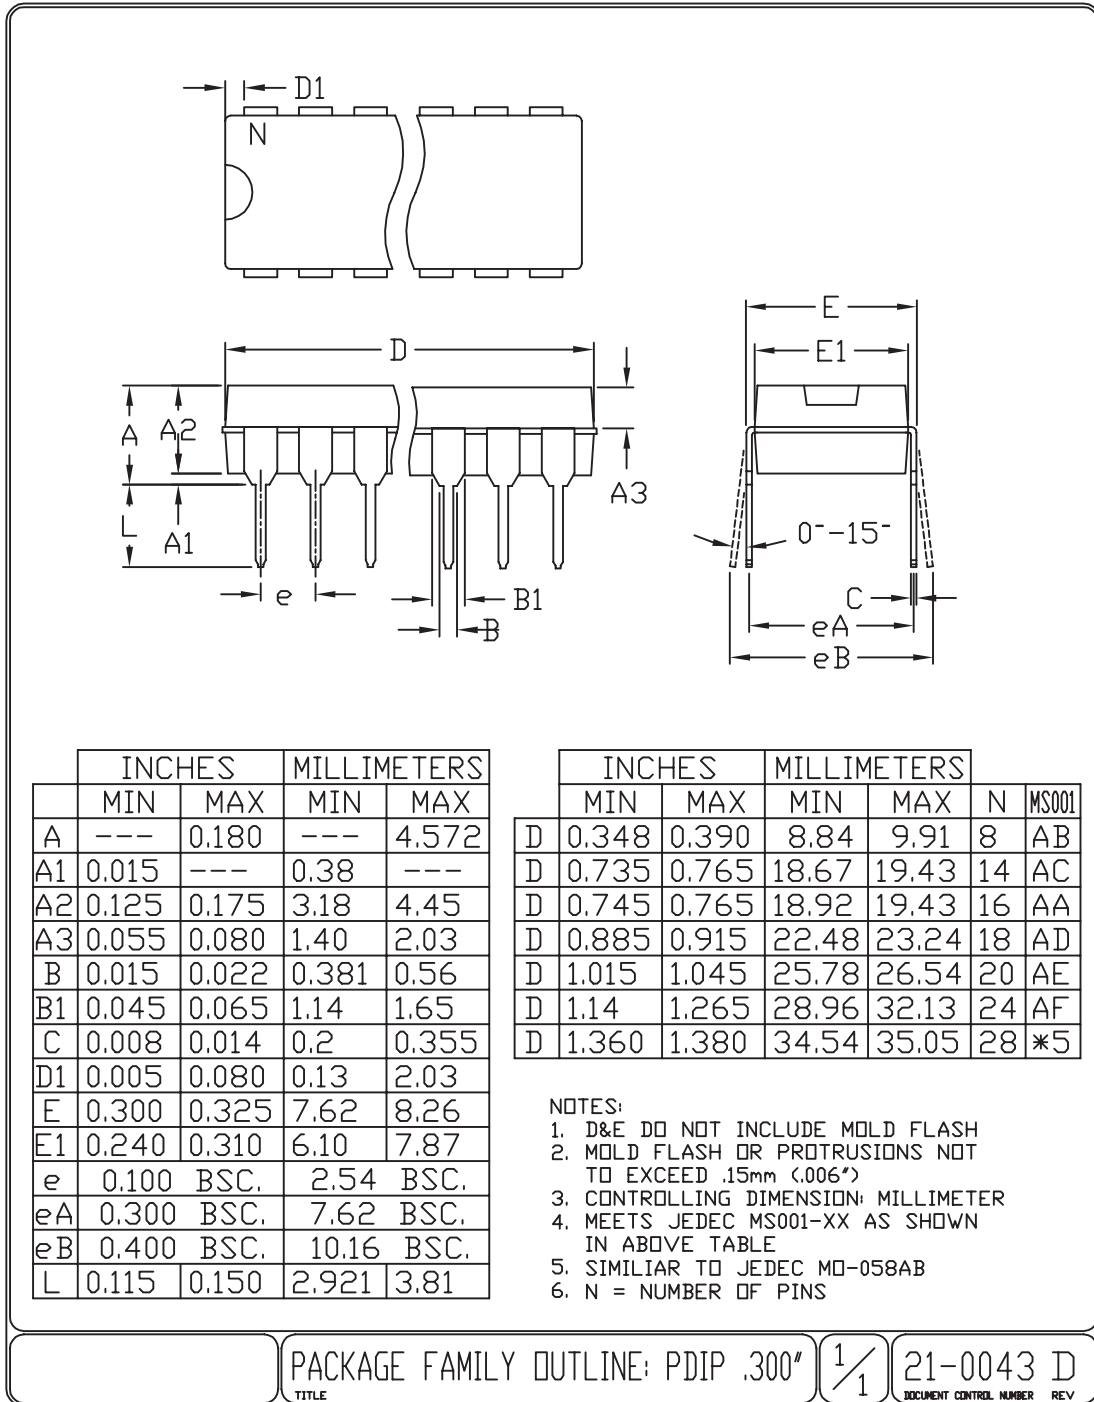 D1
N
E
D
E1
A
A2
A3
L
A1
0°-15°
e
B1
C
B
eA
eB
INCHES MILLIMETERS
MIN MAX MIN MAX
A --- 0.180 --- 4.572
A1 0.015 --- 0.38 ---
A2 0.125 0.175 3.18 4.45
A3 0.055 0.080 1.40 2.03
B 0.015 0.022 0.381 0.56
B1 0.045 0.065 1.14 1.65
C 0.008 0.014 0.2 0.355
D1 0.005 0.080 0.13 2.03
E 0.300 0.325 7.62 8.26
E1 0.240 0.310 6.10 7.87
e 0.100 BSC. 2.54 BSC.
eA 0.300 BSC. 7.62 BSC.
eB 0.400 BSC. 10.16 BSC.
L 0.115 0.150 2.921 3.81
INCHES MILLIMETERS
MIN MAX MIN MAX N MS001
D 0.348 0.390 8.84 9.91 8 AB
D 0.735 0.765 18.67 19.43 14 AC
D 0.745 0.765 18.92 19.43 16 AA
D 0.885 0.915 22.48 23.24 18 AD
D 1.015 1.045 25.78 26.54 20 AE
D 1.14 1.265 28.96 32.13 24 AF
D 1.360 1.380 34.54 35.05 28 *5
NOTES:
1. D&E DO NOT INCLUDE MOLD FLASH
2. MOLD FLASH OR PROTRUSIONS NOT
TO EXCEED .15mm (.006")
3. CONTROLLING DIMENSION: MILLIMETER
4. MEETS JEDEC MS001-XX AS SHOWN
IN ABOVE TABLE
5. SIMILIAR TO JEDEC MO-058AB
6. N = NUMBER OF PINS
PACKAGE FAMILY OUTLINE: PDIP .300"
TITLE
1/1
21-0043 D
DOCUMENT CONTROL NUMBER REV